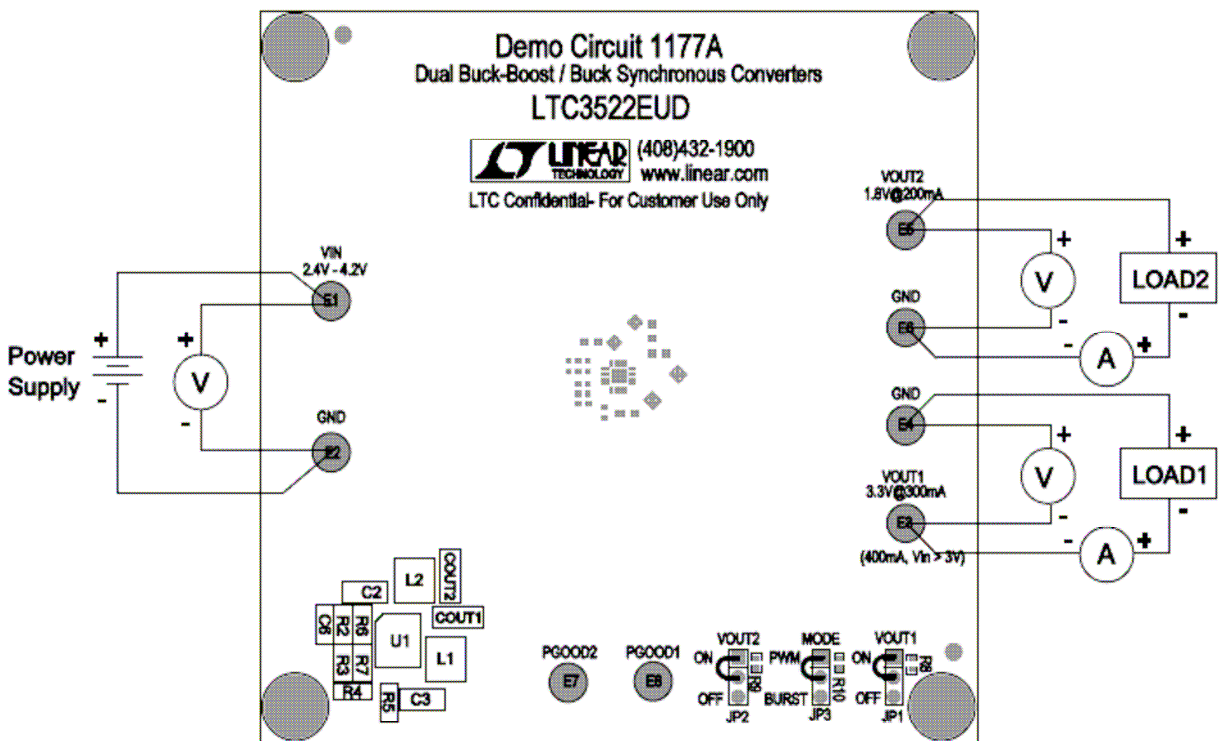 Demo Circuit 1177A
Dual Buck-Boost / Buck Synchronous Converters
LTC3522EUD
LINEAR
TECHNOLOGY
(408)432-1900
www.linear.com
LTC Confidential- For Customer Use Only
VIN
2.4V - 4.2V
E1
+
+
Power
Supply
V
-
-
GND
E2
VOUT2
1.8V@200mA
E5
+
V
-
+
LOAD2
-
GND
E6
-
A
+
GND
E4
+
V
-
+
LOAD1
-
VOUT1
3.3V@300mA
E3
-
A
+
(400mA, Vin > 3V)
L2
COUT2
C2
COUT1
C6
R2
R6
U1
L1
R3
R7
R4
R5
C3
PGOOD2
E7
PGOOD1
E8
VOUT2
ON
OFF
R9
JP2
MODE
PWM
BURST
R10
JP3
VOUT1
ON
OFF
R8
JP1